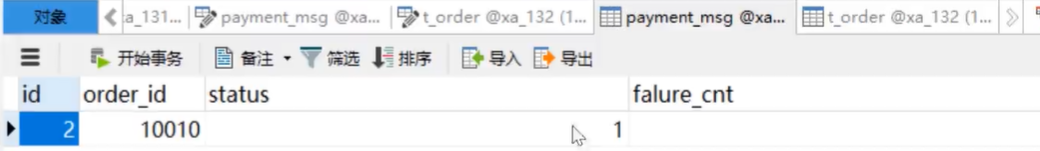 对象 a_131... payment_msg @xa... t_order @xa_132 (1... payment_msg @xa... t_order @xa_132 (1...
开始事务 备注 筛选 排序 导入 导出
id order_id status falure_cnt
2 10010 1